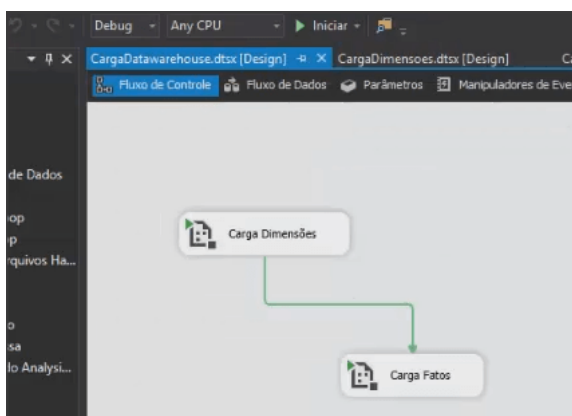 Debug Any CPU Iniciar
CargaDatawarehouse.dtsx [Design] CargaDimensoes.dtsx [Design] Ca
Fluxo de Controle Fluxo de Dados Parâmetros Manipuladores de Eve
de Dados
op
p
rquivos Ha...
o
sa
lo Analysi...
Carga Dimensões
Carga Fatos